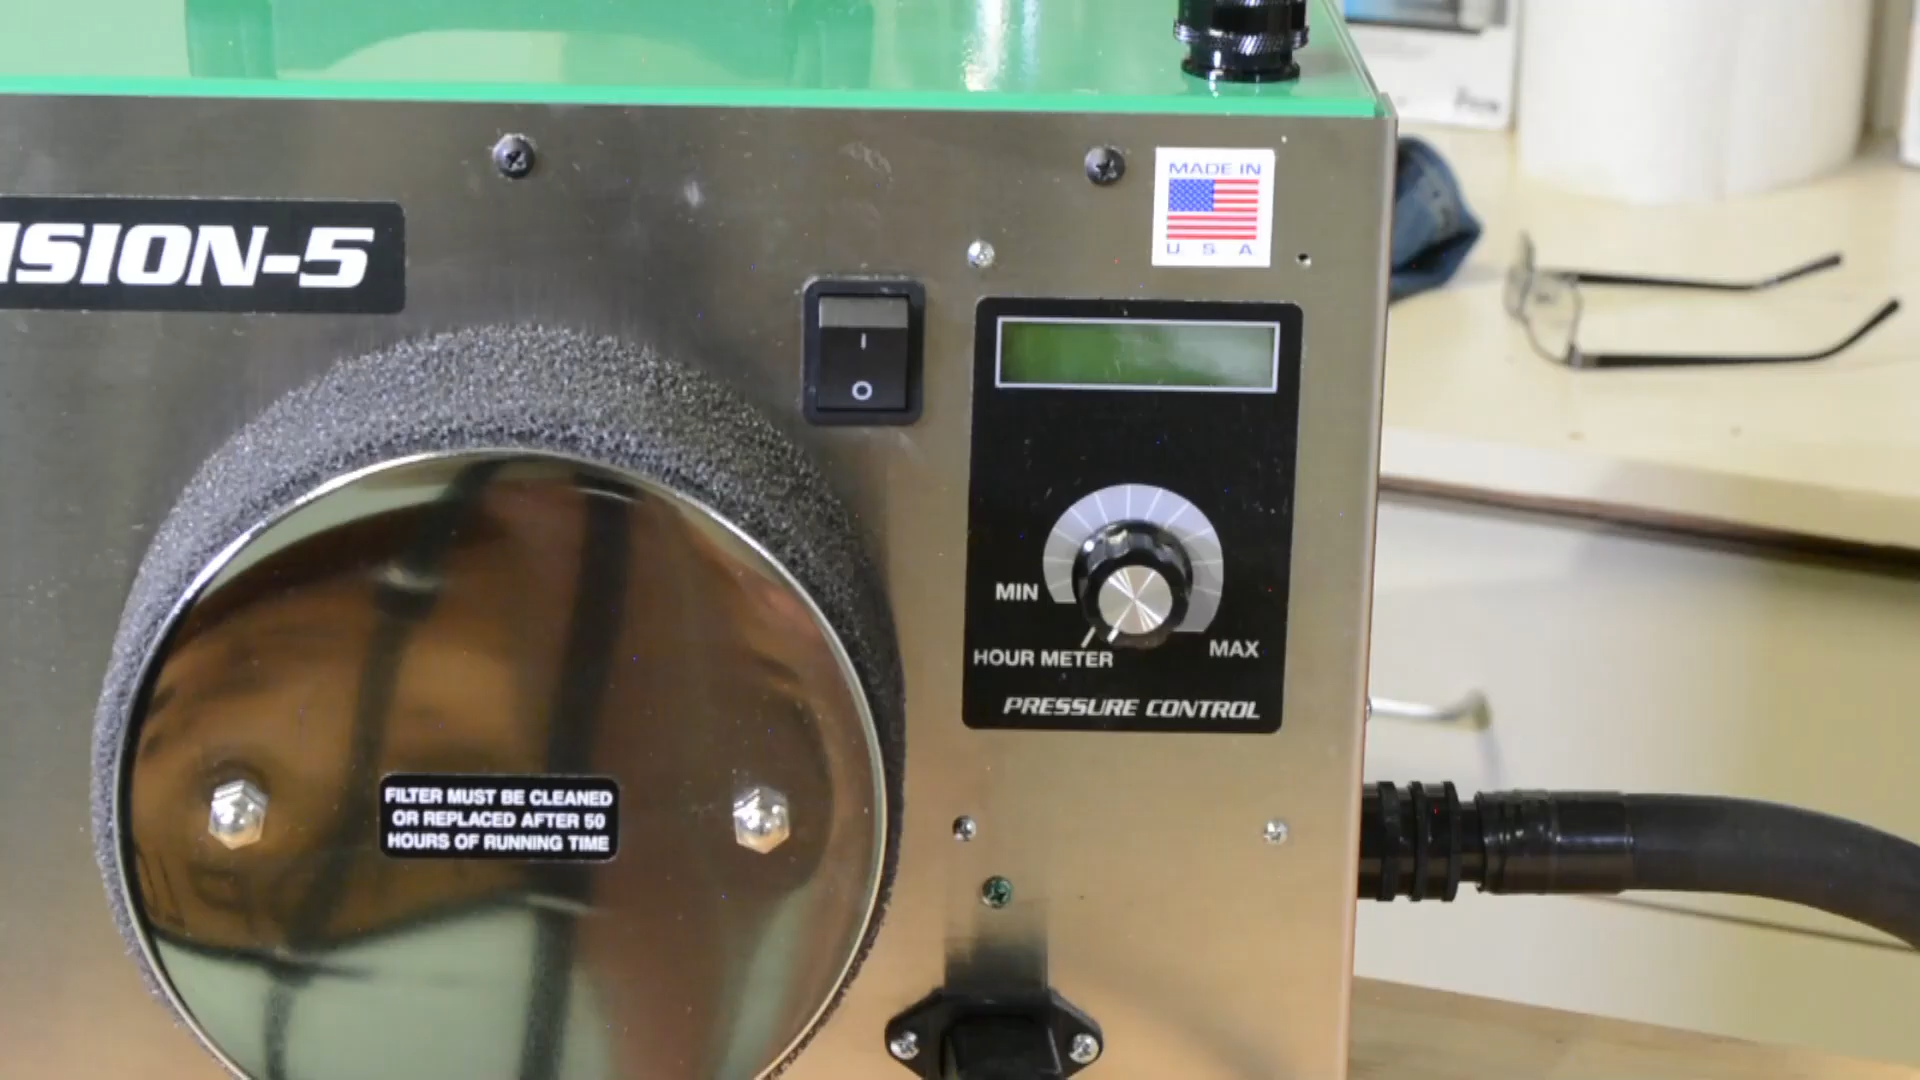 MADE IN
U. S. A.
ISION-5
I
O
MIN
MAX
HOUR METER
PRESSURE CONTROL
FILTER MUST BE CLEANED
OR REPLACED AFTER 50
HOURS OF RUNNING TIME